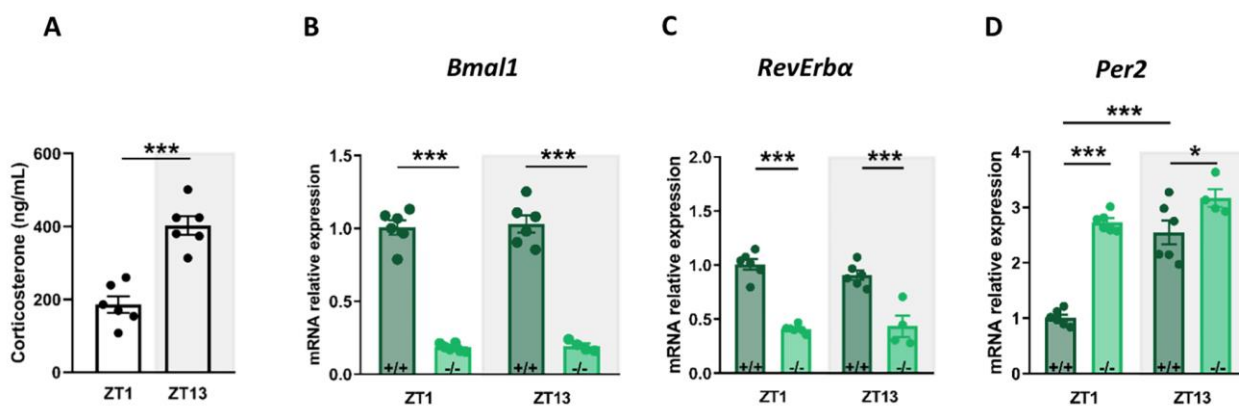 A
Corticosterone (ng/mL)
600
400
200
0
***
ZT1
ZT13
B
Bmal1
mRNA relative expression
1.5
1.0
0.5
0.0
***
***
+/+
-/-
+/+
-/-
ZT1
ZT13
C
RevErbα
mRNA relative expression
2.0
1.5
1.0
0.5
0.0
***
***
+/+
-/-
+/+
-/-
ZT1
ZT13
D
Per2
mRNA relative expression
4
3
2
1
0
***
***
*
+/+
-/-
+/+
-/-
ZT1
ZT13